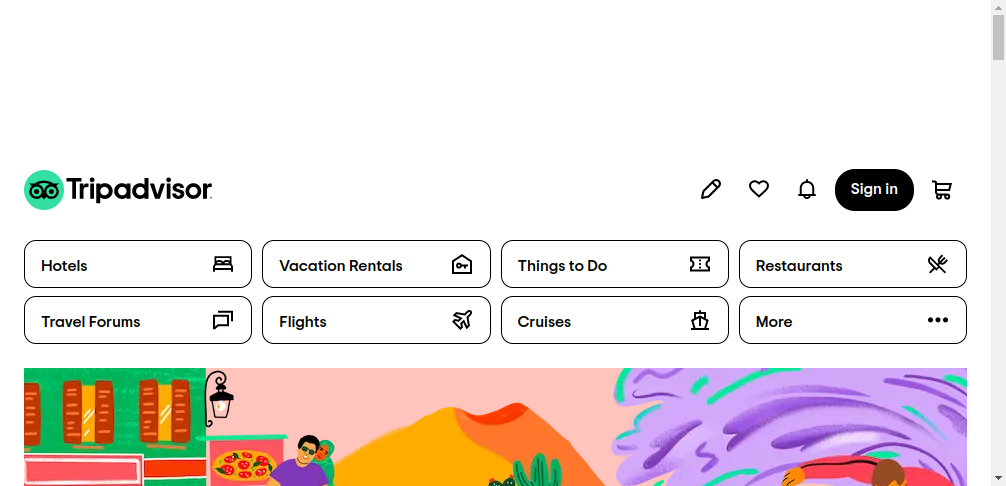 Tripadvisor
Sign in
Hotels
Vacation Rentals
Things to Do
Restaurants
Travel Forums
Flights
Cruises
More